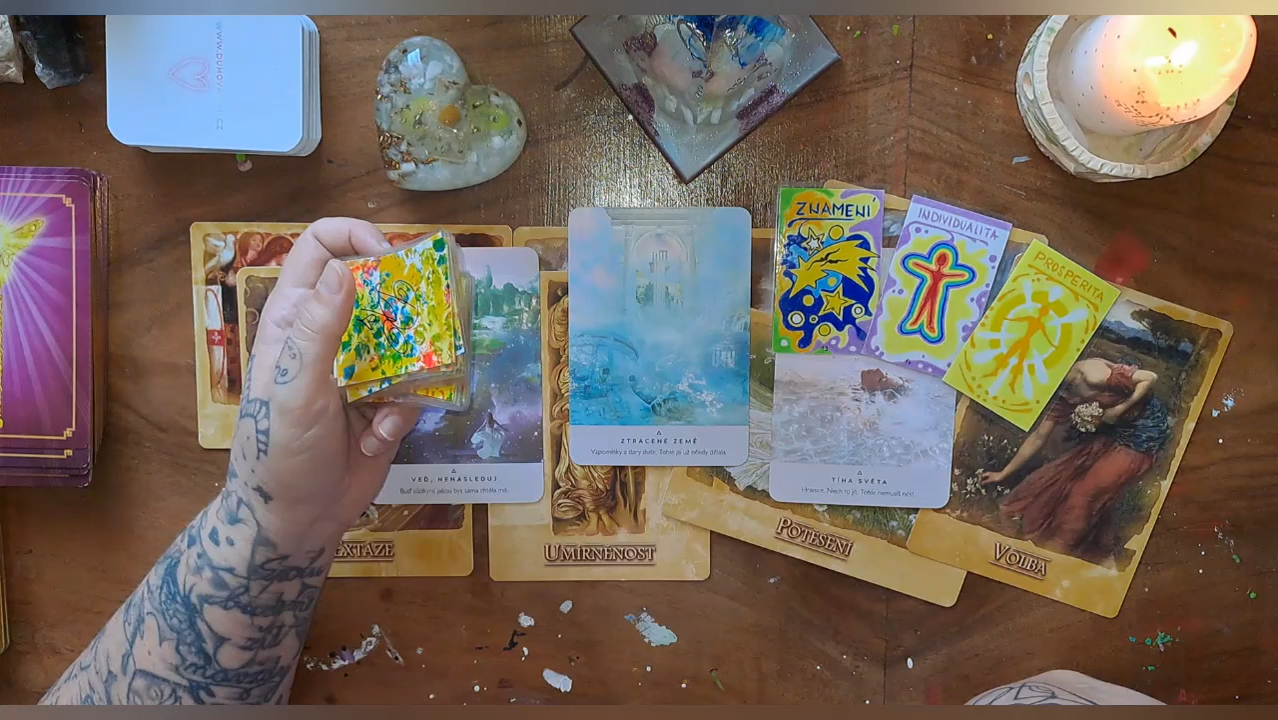 ZNAMENÍ
INDIVIDUALITA
PROSPERITA
ZTRACENÉ ZEMĚ
Vzpomínky a dary duše. Tohle jsi už někdy dělala.
VEĎ, NENÁSLEDUJ
Buď vůdkyní jakou bys sama chtěla mít.
TÍHA SVĚTA
Hranice. Nech to jít. Tohle nemusíš nést!
EXTÁZE
UMÍRNĚNOST
POTĚŠENÍ
VOLBA